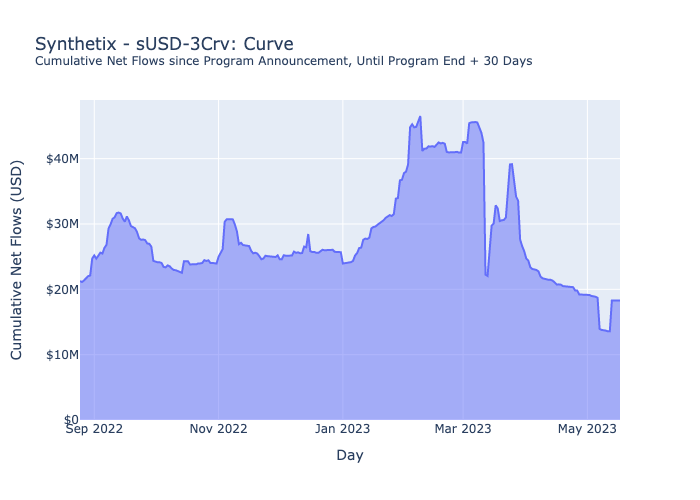 Synthetix - sUSD-3Crv: Curve
Cumulative Net Flows since Program Announcement, Until Program End + 30 Days
Cumulative Net Flows (USD)
$40M
$30M
$20M
$10M
$0
Sep 2022
Nov 2022
Jan 2023
Mar 2023
May 2023
Day